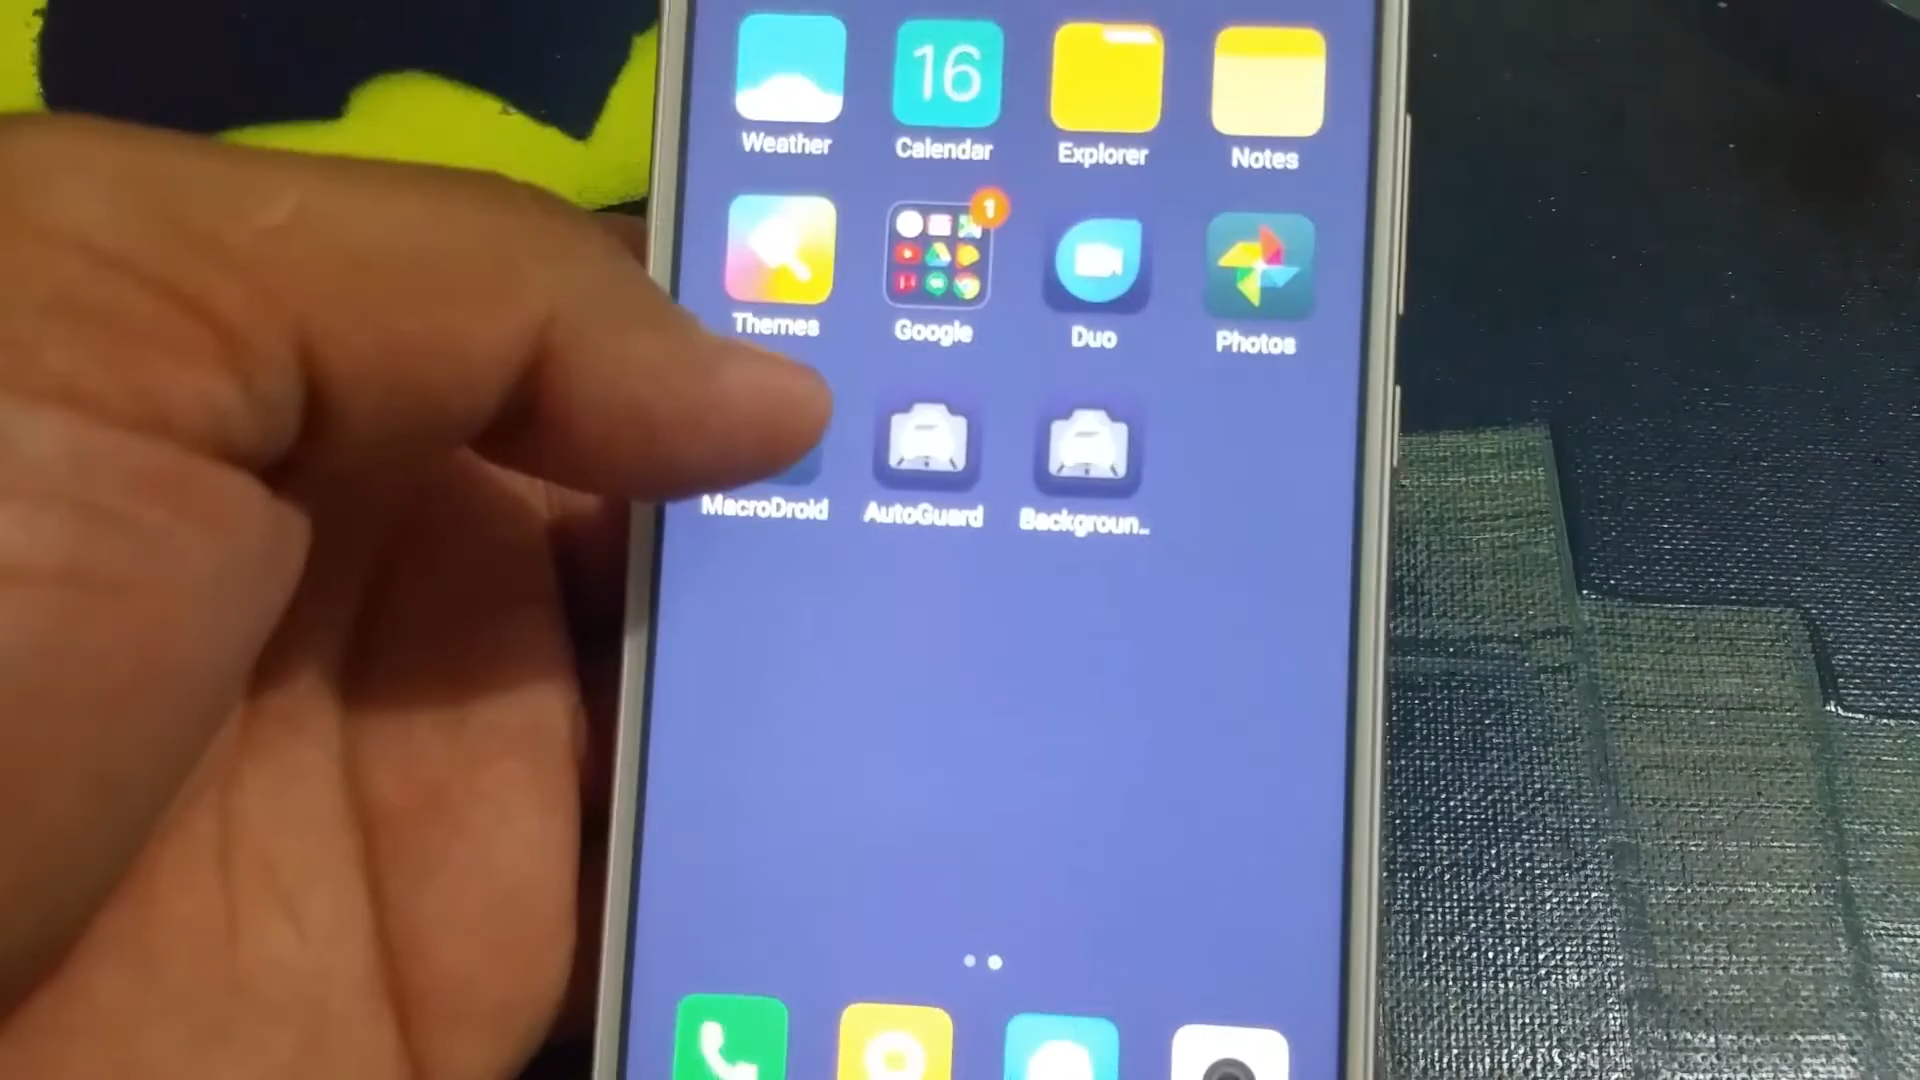 16
Weather
Calendar
Explorer
Notes
1
Themes
Google
Duo
Photos
MacroDroid
AutoGuard
Backgroun..